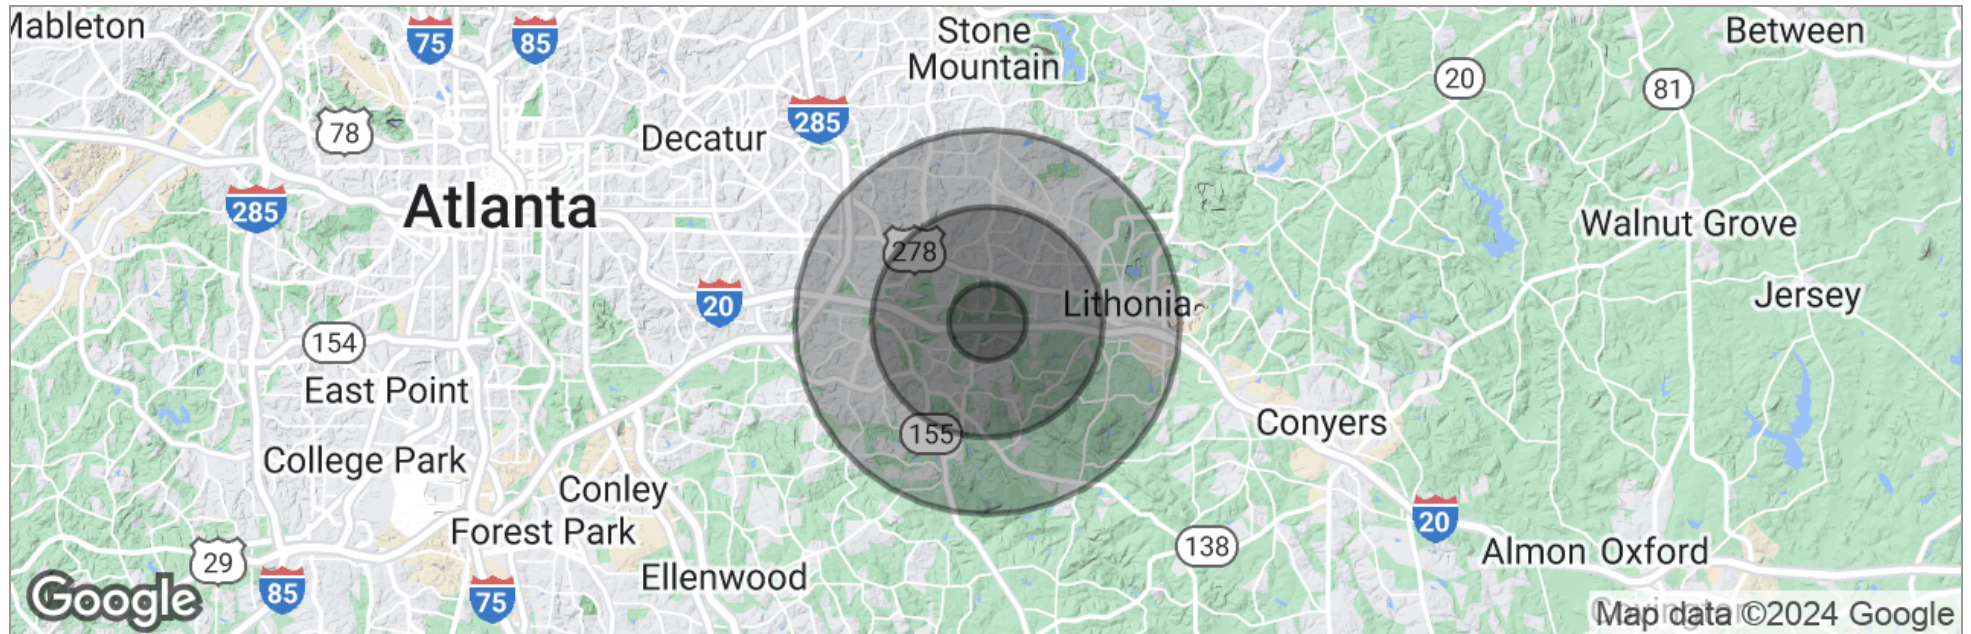 Mableton
75
85
Stone
Mountain
Between
20
81
285
78
Decatur
285
Atlanta
278
Walnut Grove
20
Lithonia
Jersey
154
East Point
Conyers
155
College Park
Conley
20
Forest Park
138
Almon
Oxford
29
Ellenwood
85
75
Google
Map data ©2024 Google